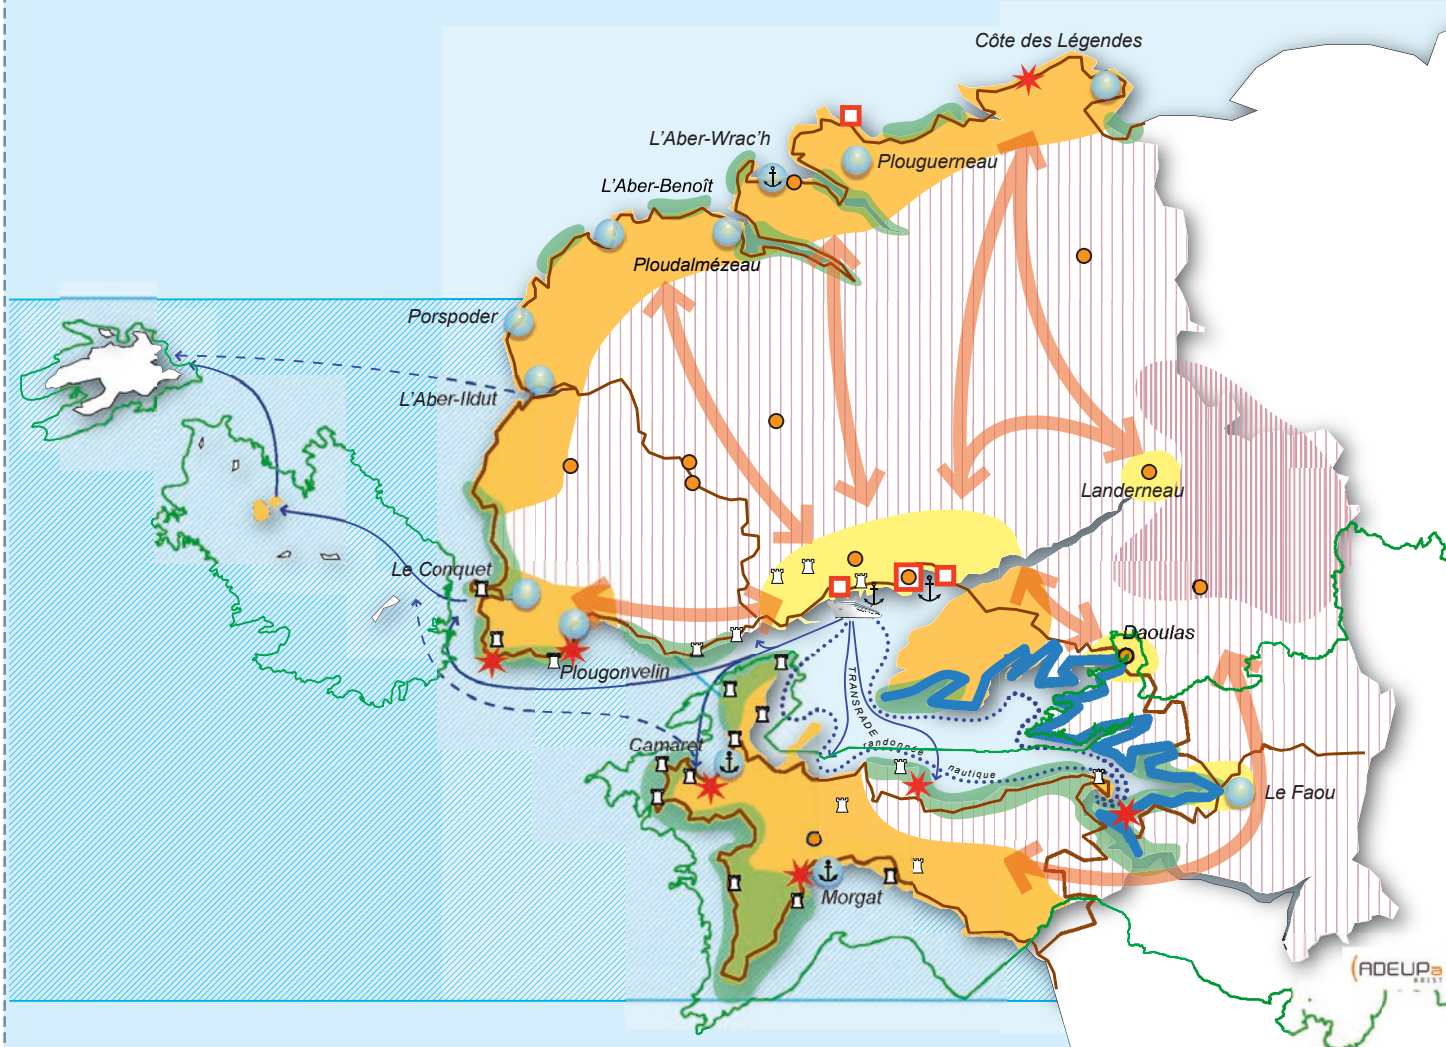 Côte des Légendes
L'Aber-Wrac'h
Plouguerneau
L'Aber-Benoît
Ploudalmézeau
Porspoder
L'Aber-Ildut
Landerneau
Le Conquet
Daoulas
Plougonvelin
TRANSRADE
Camaret
randonnée
nautique
Le Faou
Morgat
ADEUPa
BREST